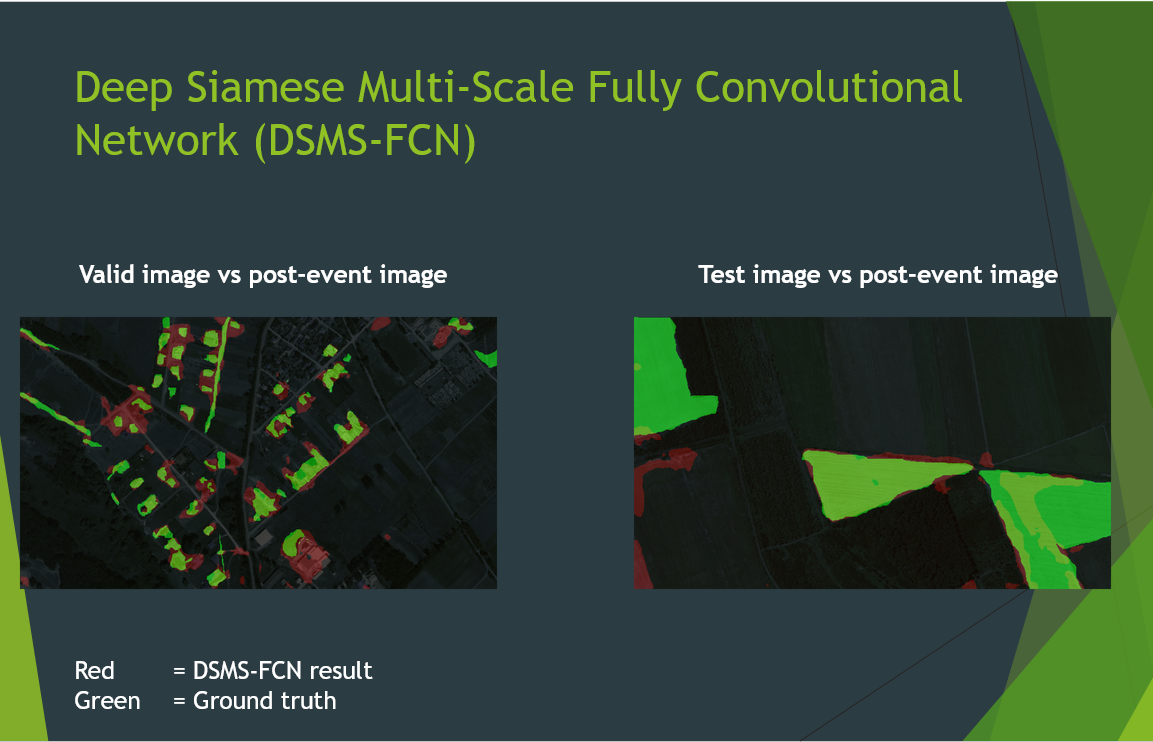 Deep Siamese Multi-Scale Fully Convolutional
Network (DSMS-FCN)
Valid image vs post-event image
Test image vs post-event image
Red = DSMS-FCN result
Green = Ground truth